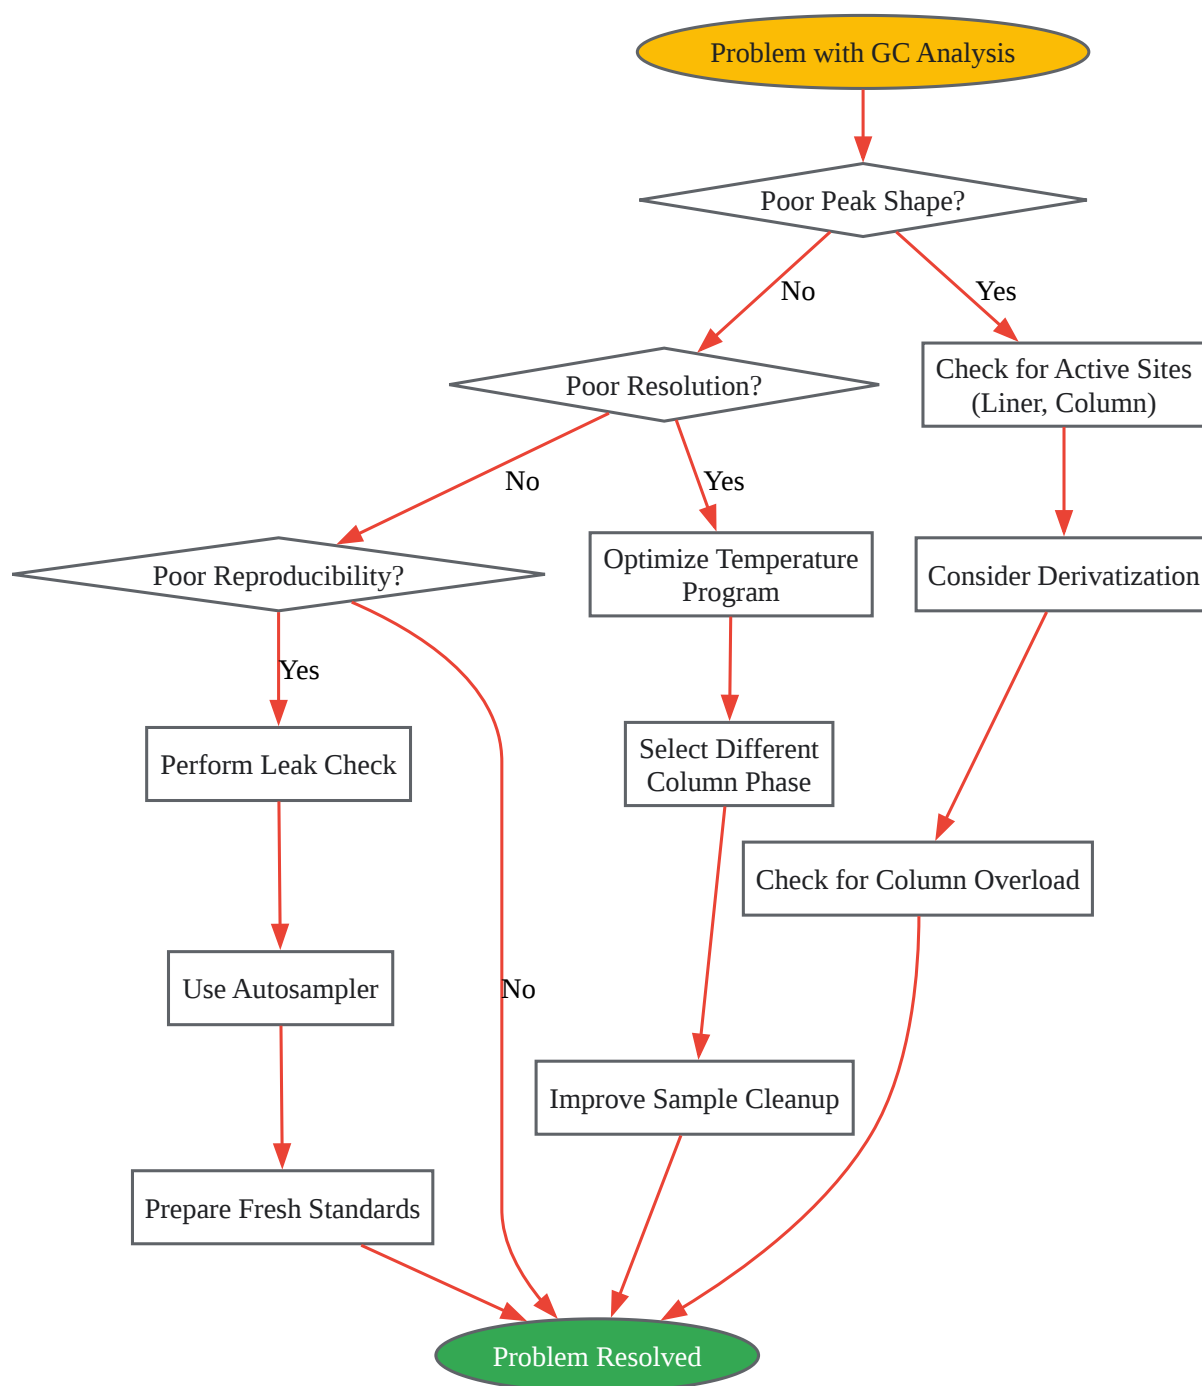 Problem with GC Analysis
Poor Peak Shape?
No
Yes
Poor Resolution?
Check for Active Sites
(Liner, Column)
No
Yes
Poor Reproducibility?
Optimize Temperature
Program
Consider Derivatization
Yes
Perform Leak Check
Select Different
Column Phase
Check for Column Overload
Use Autosampler
No
Improve Sample Cleanup
Prepare Fresh Standards
Problem Resolved